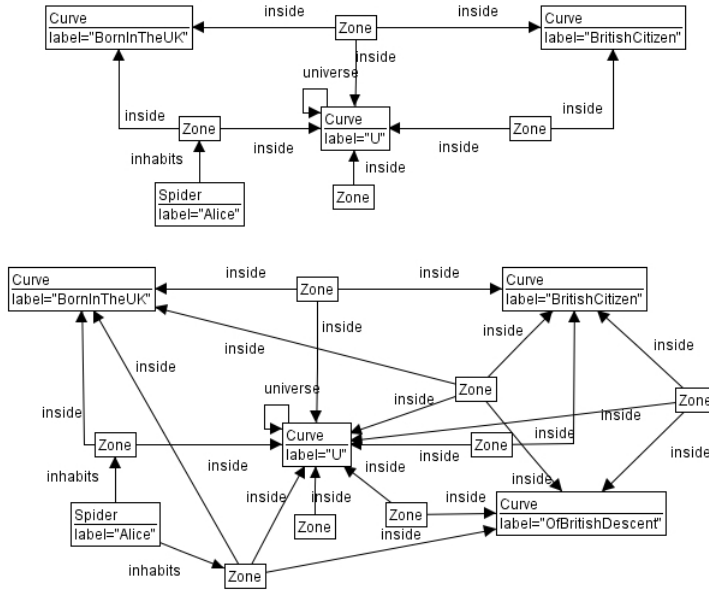 inside
inside
Curve
label="BornInTheUK"
Zone
Curve
label="BritishCitizen"
inside
universe
inside
Zone
inside
Curve
label="U"
inside
Zone
inside
inhabits
inside
Spider
label="Alice"
Zone
inside
inside
Curve
label="BornInTheUK"
Zone
Curve
label="BritishCitizen"
inside
inside
inside
inside
inside
universe
inside
Zone
Zone
inside
inside
Zone
Curve
label="U"
Zone
inside
inhabits
inside
inside
inside
inside
inside
inside
inside
Spider
label="Alice"
Zone
Zone
inside
Curve
label="OfBritishDescent"
inside
inhabits
Zone